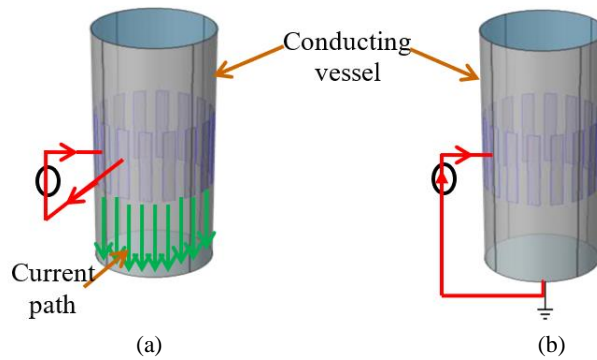 Conducting
vessel
Current
path
(a)
(b)